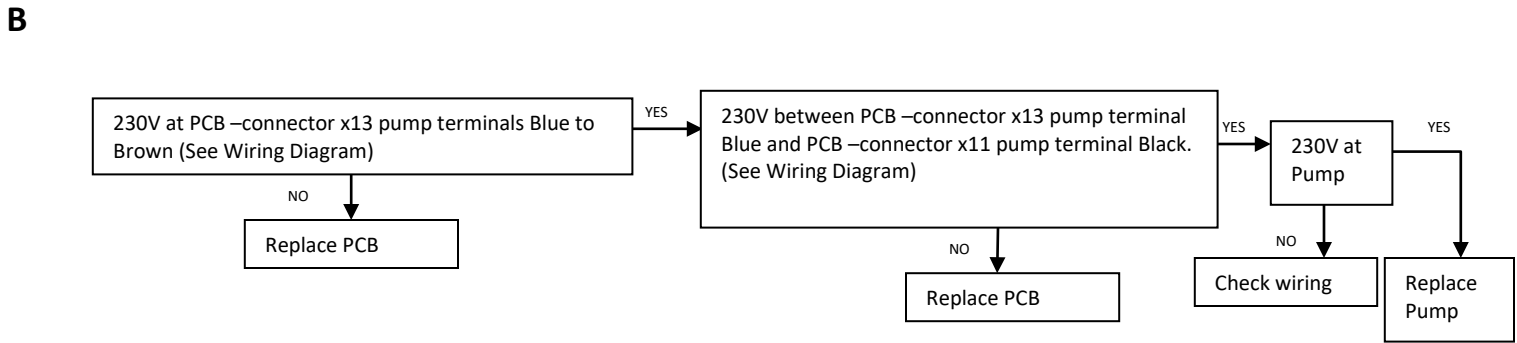 B
230V at PCB –connector x13 pump terminals Blue to
Brown (See Wiring Diagram)
YES
NO
Replace PCB
230V between PCB –connector x13 pump terminal
Blue and PCB –connector x11 pump terminal Black.
(See Wiring Diagram)
YES
NO
Replace PCB
230V at
Pump
YES
NO
Check wiring
Replace
Pump